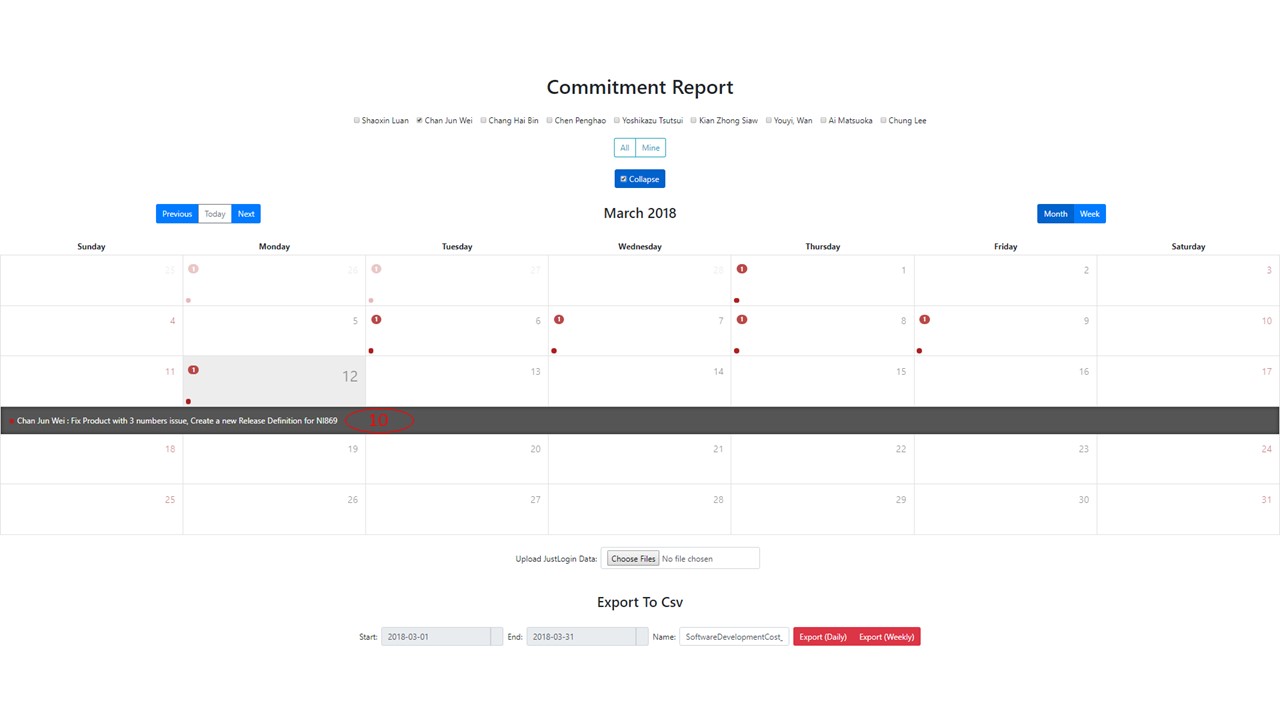 Commitment Report
Shaoxin Luan Chan Jun Wei Chang Hai Bin Chen Penghao Yoshikazu Tsutsui Kian Zhong Siaw Youyi, Wan Ai Matsuoka Chung Lee
All Mine
Collapse
Previous Today Next March 2018 Month Week
Sunday Monday Tuesday Wednesday Thursday Friday Saturday
25 1 26 1 27 28 1 1 2 3
4 5 1 6 1 7 1 8 1 9 10
11 1 12 13 14 15 16 17
Chan Jun Wei : Fix Product with 3 numbers issue, Create a new Release Definition for NI869 10
18 19 20 21 22 23 24
25 26 27 28 29 30 31
Upload JustLogin Data: Choose Files No file chosen
Export To Csv
Start: 2018-03-01 End: 2018-03-31 Name: SoftwareDevelopmentCost_ Export (Daily) Export (Weekly)